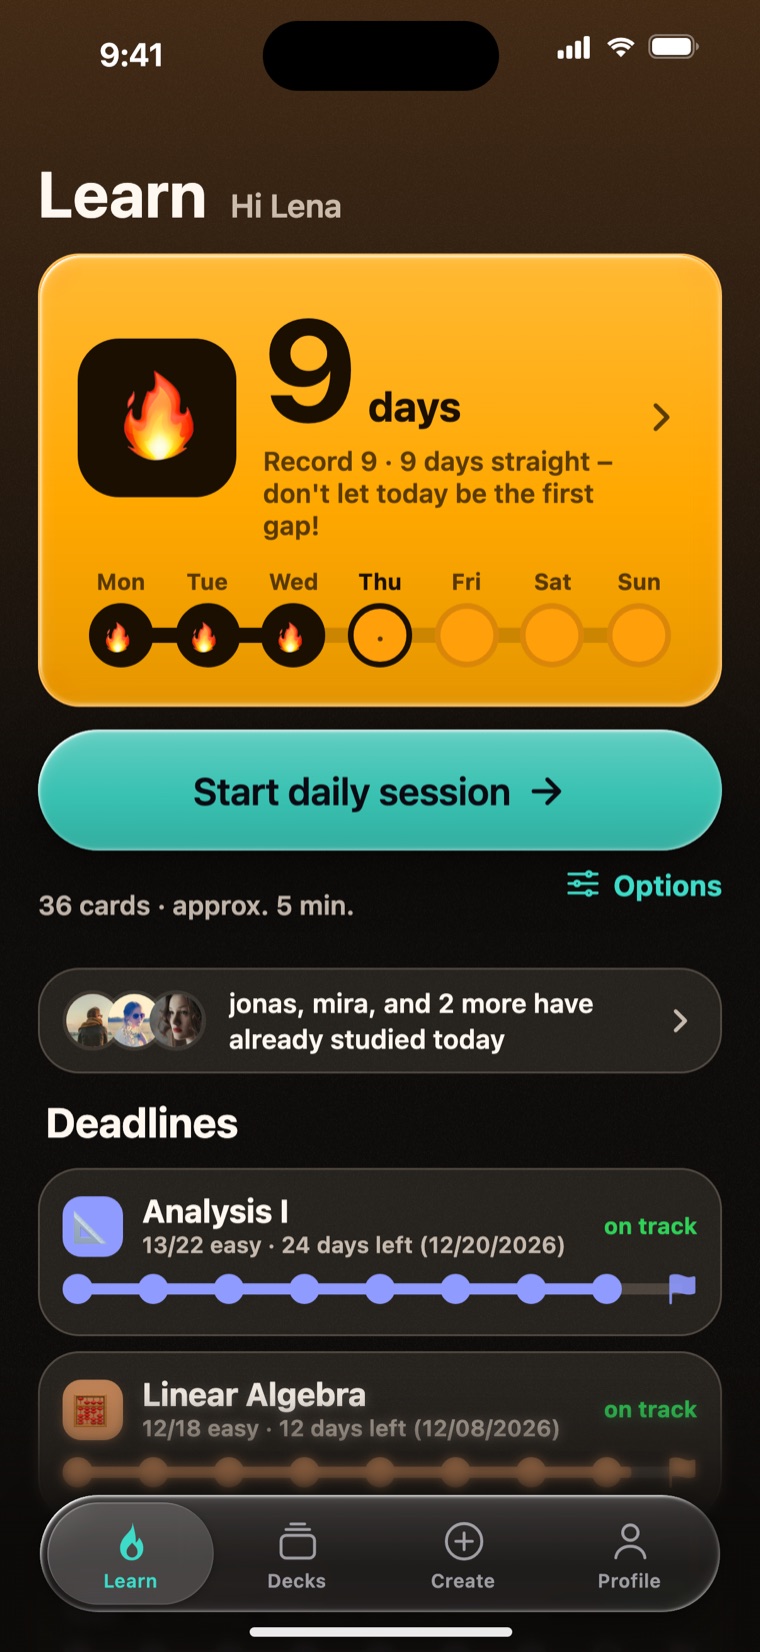 9:41
Learn Hi Lena
9 days
Record 9 · 9 days straight –
don't let today be the first
gap!
Mon Tue Wed Thu Fri Sat Sun
Start daily session →
36 cards · approx. 5 min.
Options
jonas, mira, and 2 more have
already studied today
Deadlines
Analysis I
13/22 easy · 24 days left (12/20/2026)
on track
Linear Algebra
12/18 easy · 12 days left (12/08/2026)
on track
Learn Decks Create Profile